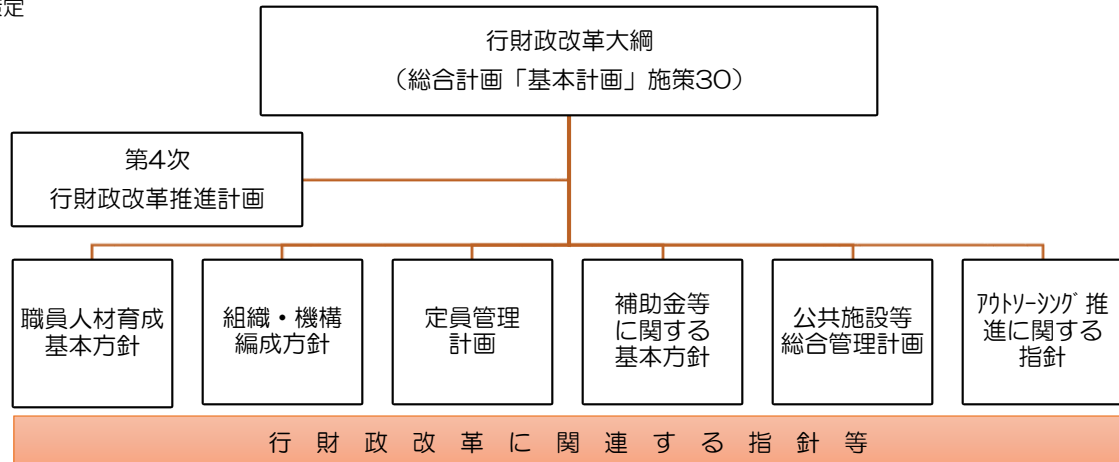 定
行財政改革大綱
（総合計画「基本計画」施策30）
第4次
行財政改革推進計画
職員人材育成
基本方針
組織・機構
編成方針
定員管理
計画
補助金等
に関する
基本方針
公共施設等
総合管理計画
ｱｳﾄｿｰｼﾝｸﾞ推
進に関する
指針
行財政改革に関連する指針等